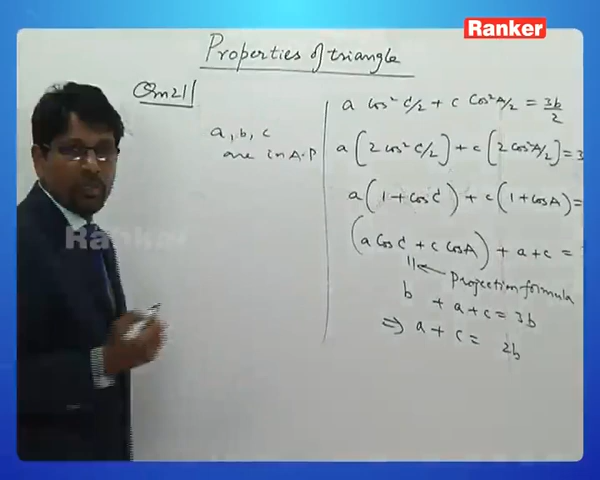 Ranker
Properties of triangle
Qn21
a, b, c
are in A.P
a cos² C/2 + c Cos² A/2 = 3b/2
a [2 cos² C/2] + c [2 cos² A/2] = 3
a (1 + cos C) + c (1 + cos A) =
(a cos C + c cos A) + a + c =
11 ← Projection formula
b + a + c = 3b
⇒ a + c = 2b
Ranker